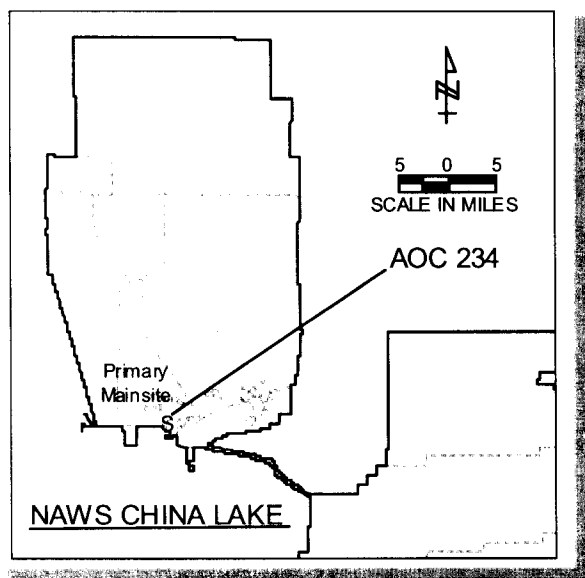 N
5 0 5
SCALE IN MILES
AOC 234
Primary
Mainsite
S
NAWS CHINA LAKE